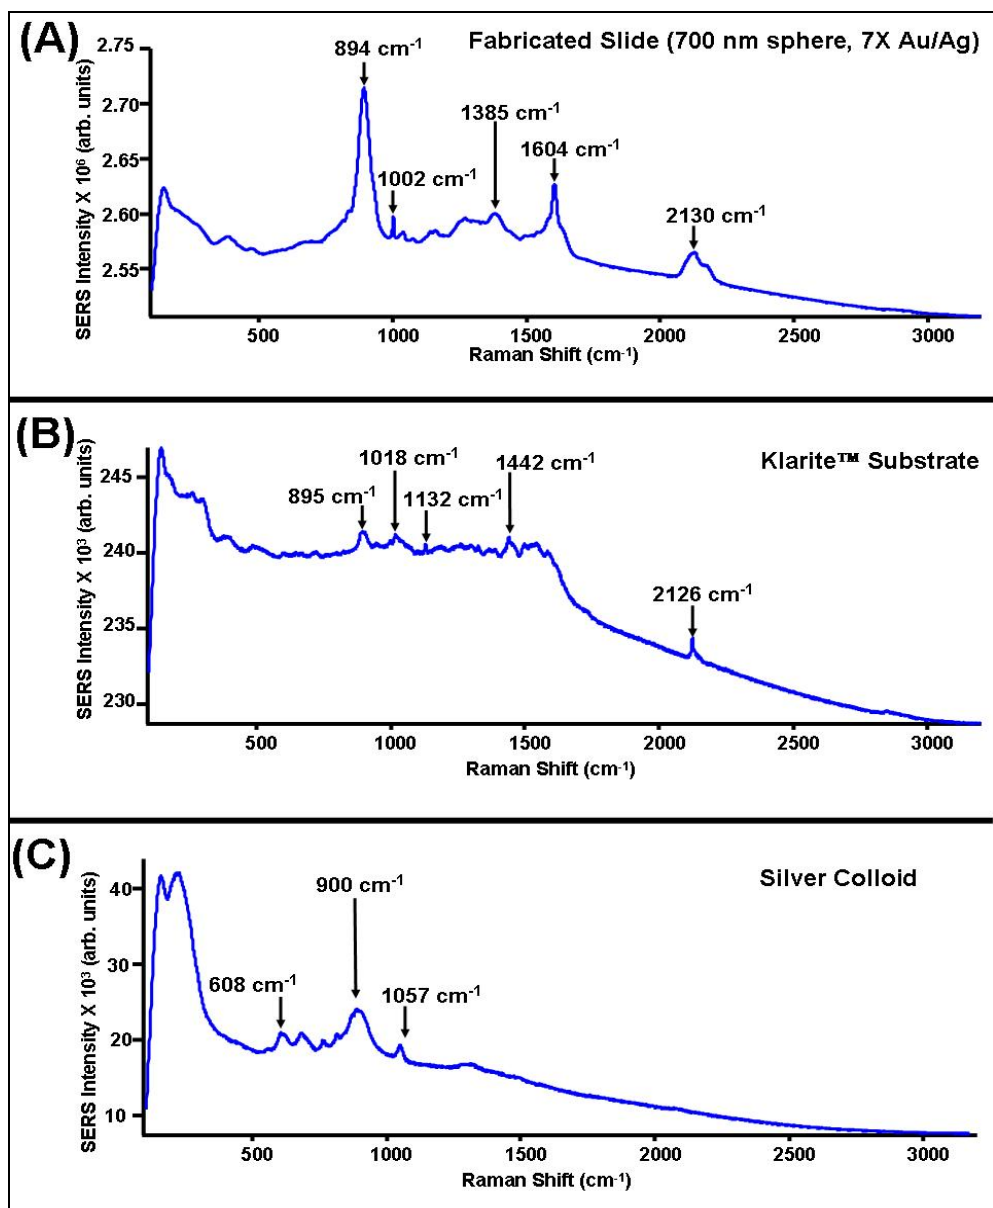 (A)
Fabricated Slide (700 nm sphere, 7X Au/Ag)
SERS Intensity X 10⁶ (arb. units)
2.75
2.70
2.65
2.60
2.55
894 cm⁻¹
1002 cm⁻¹
1385 cm⁻¹
1604 cm⁻¹
2130 cm⁻¹
500 1000 1500 2000 2500 3000
Raman Shift (cm⁻¹)
(B)
Klarite™ Substrate
SERS Intensity X 10³ (arb. units)
245
240
235
230
895 cm⁻¹
1018 cm⁻¹
1132 cm⁻¹
1442 cm⁻¹
2126 cm⁻¹
500 1000 1500 2000 2500 3000
Raman Shift (cm⁻¹)
(C)
Silver Colloid
SERS Intensity X 10³ (arb. units)
40
30
20
10
608 cm⁻¹
900 cm⁻¹
1057 cm⁻¹
500 1000 1500 2000 2500 3000
Raman Shift (cm⁻¹)